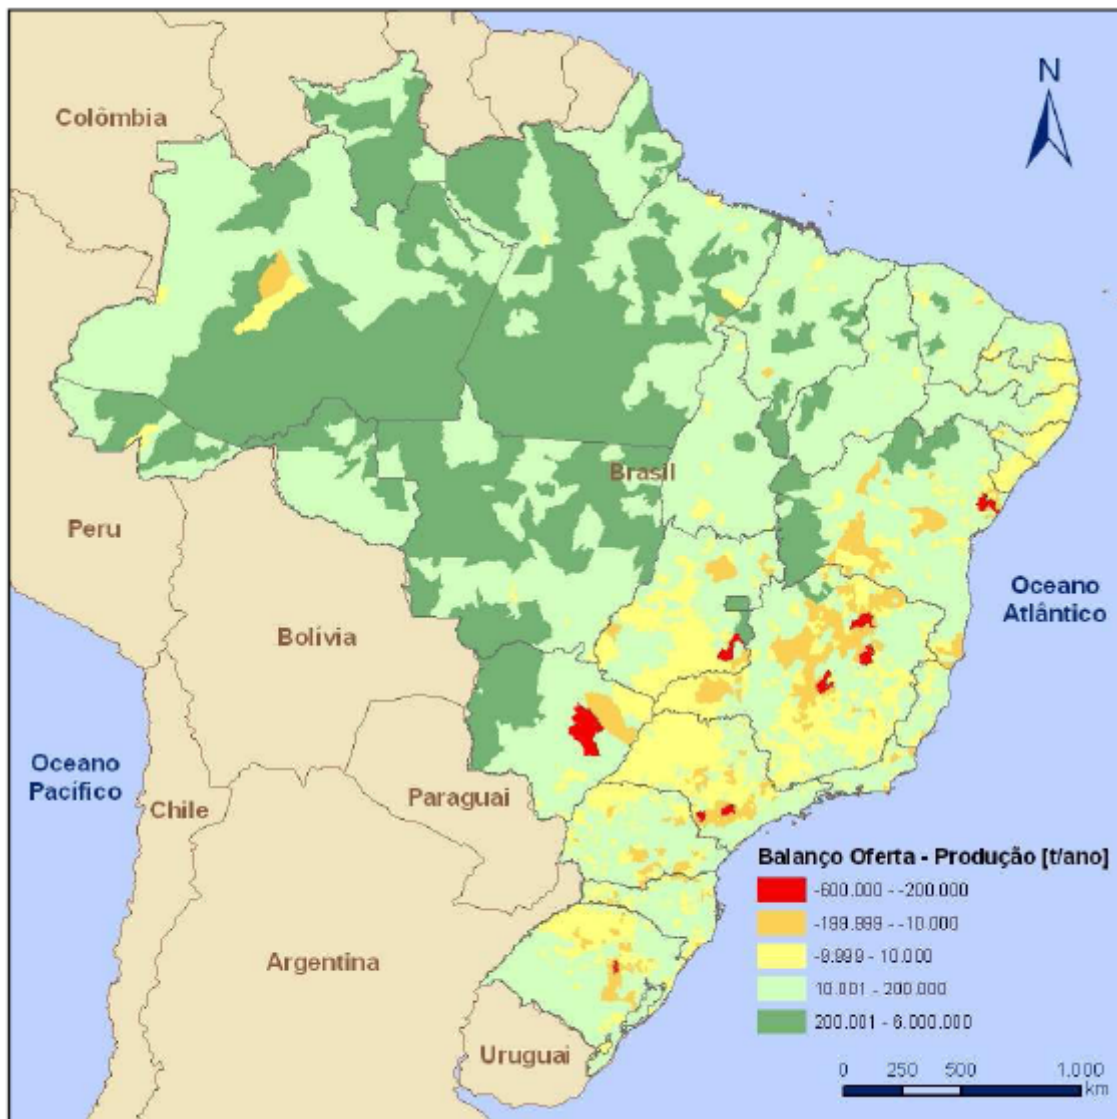 N
Colômbia
Brasil
Peru
Oceano
Atlântico
Bolívia
Oceano
Pacífico
Chile
Paraguai
Argentina
Uruguai
Balanço Oferta - Produção [t/ano]
-600.000 - -200.000
-199.999 - -10.000
-9.999 - 10.000
10.001 - 200.000
200.001 - 6.000.000
0 250 500 1.000
km